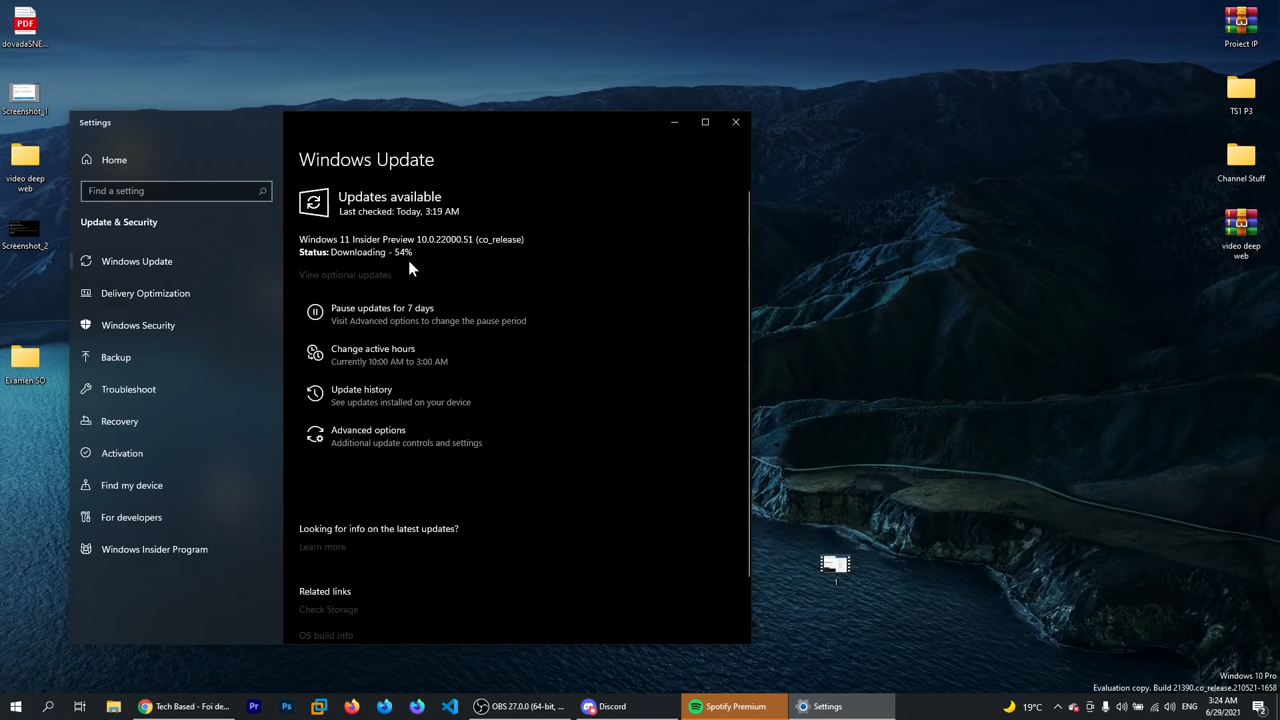 PDF
dovadaSNE...
Screenshot_1
video deep
web
Screenshot_2
Examen SO
Settings
Home
Find a setting
Update & Security
Windows Update
Delivery Optimization
Windows Security
Backup
Troubleshoot
Recovery
Activation
Find my device
For developers
Windows Insider Program
Windows Update
Updates available
Last checked: Today, 3:19 AM
Windows 11 Insider Preview 10.0.22000.51 (co_release)
Status: Downloading - 54%
View optional updates
Pause updates for 7 days
Visit Advanced options to change the pause period
Change active hours
Currently 10:00 AM to 3:00 AM
Update history
See updates installed on your device
Advanced options
Additional update controls and settings
Looking for info on the latest updates?
Learn more
Related links
Check Storage
OS build info
1
Proiect IP
TS1 P3
Channel Stuff
video deep
web
Windows 10 Pro
Evaluation copy. Build 21390.co_release.210521-1658
Pr
Ps
Tech Based - Foi de...
OBS 27.0.0 (64-bit, ...
Discord
Spotify Premium
Settings
19°C
3:24 AM
6/29/2021
2